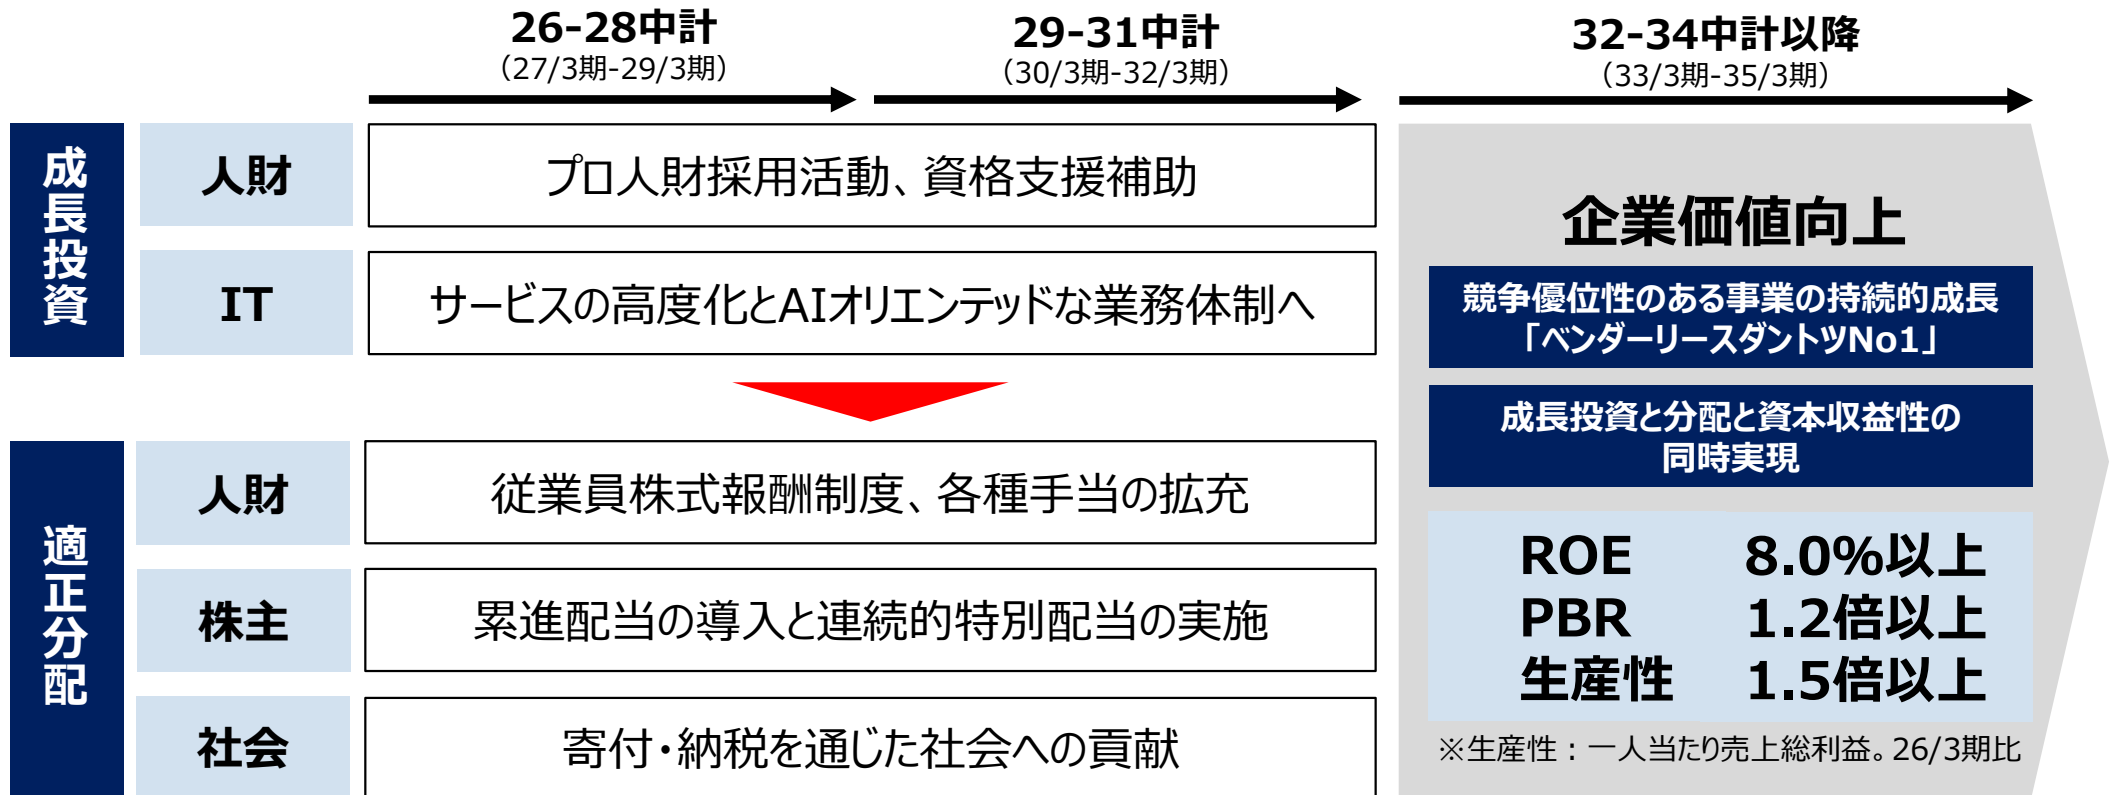 26-28中計
（27/3期-29/3期）
29-31中計
（30/3期-32/3期）
32-34中計以降
（33/3期-35/3期）
成長投資
人財
プロ人財採用活動、資格支援補助
IT
サービスの高度化とAIオリエンテッドな業務体制へ
適正分配
人財
従業員株式報酬制度、各種手当の拡充
株主
累進配当の導入と連続的特別配当の実施
社会
寄付・納税を通じた社会への貢献
企業価値向上
競争優位性のある事業の持続的成長
「ベンダーリースダントツNo1」
成長投資と分配と資本収益性の
同時実現
ROE 8.0%以上
PBR 1.2倍以上
生産性 1.5倍以上
※生産性：一人当たり売上総利益。26/3期比